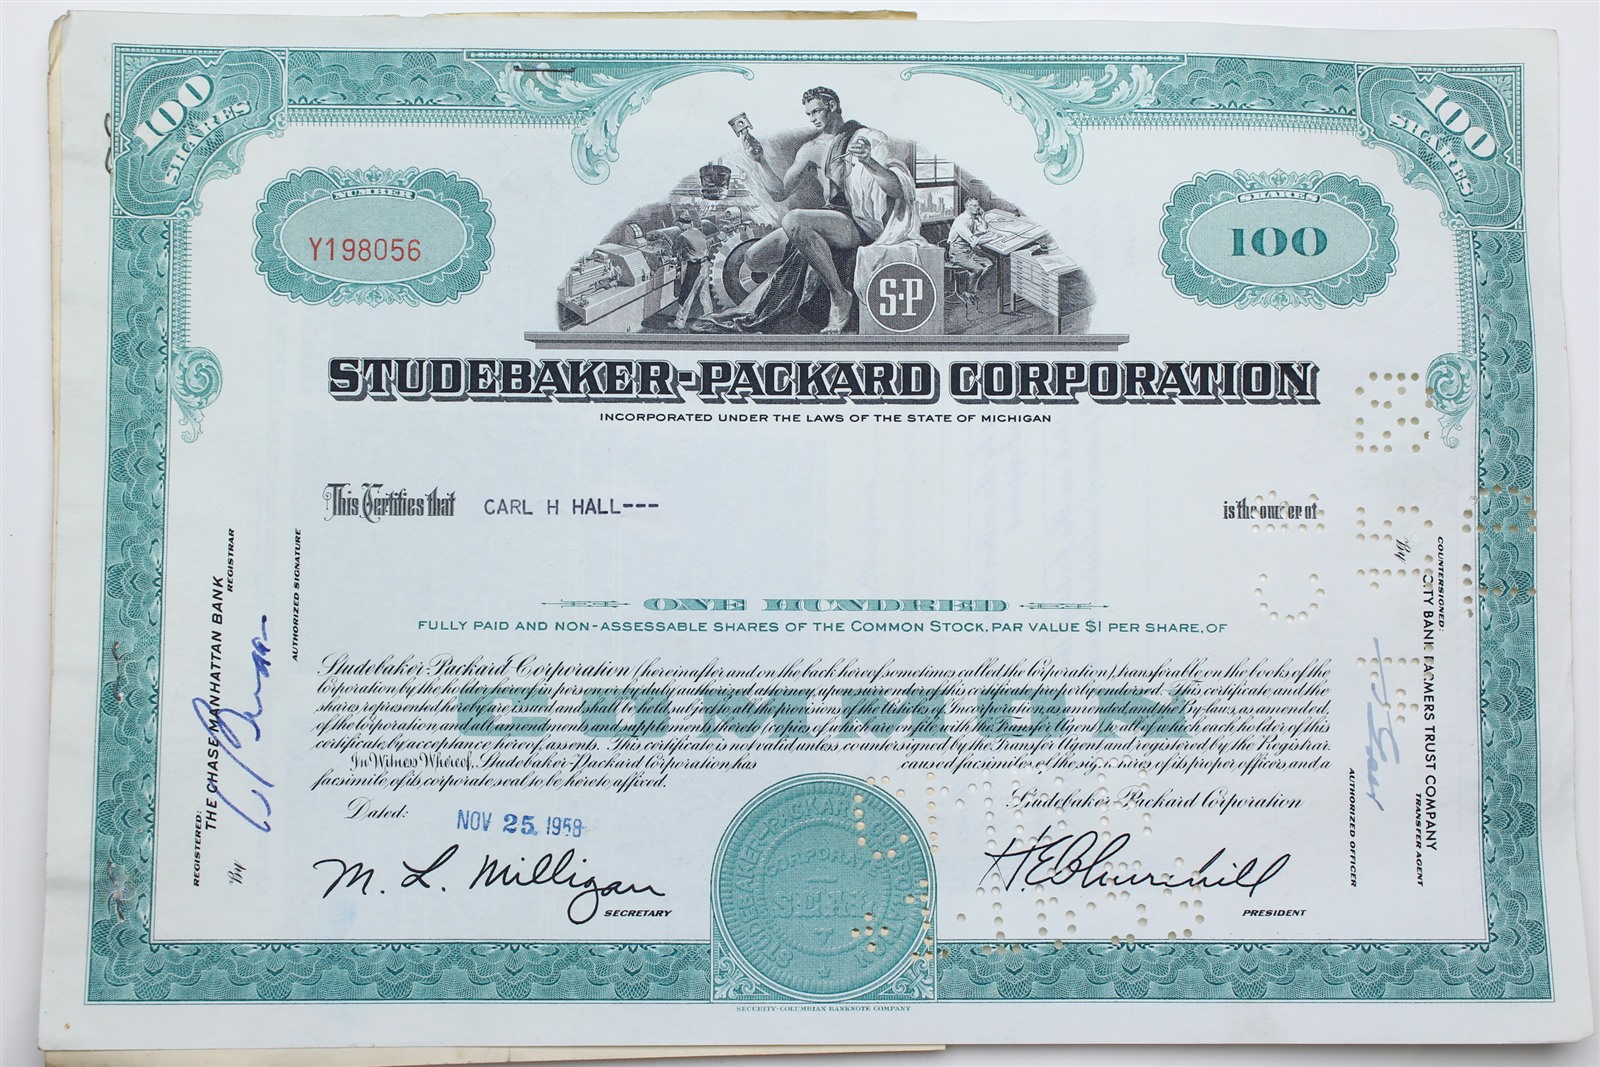 100 SHARES
100 SHARES
NUMBER
Y198056
SHARES
100
S-P
STUDEBAKER-PACKARD CORPORATION
INCORPORATED UNDER THE LAWS OF THE STATE OF MICHIGAN
This Certifies that CARL H HALL--- is the owner of
ONE HUNDRED
FULLY PAID AND NON-ASSESSABLE SHARES OF THE COMMON STOCK, PAR VALUE $1 PER SHARE, OF
COMMON
Studebaker-Packard Corporation (hereinafter and on the back hereof sometimes called the Corporation), transferable on the books of the
Corporation by the holder hereof in person or by duly authorized attorney, upon surrender of this certificate properly endorsed. This certificate and the
shares represented hereby are issued and shall be held subject to all the provisions of the Articles of Incorporation, as amended, and the By-laws, as amended,
of the Corporation and all amendments and supplements thereto (copies of which are on file with the Transfer Agent), to all of which each holder of this
certificate, by acceptance hereof, assents. This certificate is not valid unless countersigned by the Transfer Agent and registered by the Registrar.
In Witness Whereof, Studebaker-Packard Corporation has caused facsimiles of the signatures of its proper officers and a
facsimile of its corporate seal to be hereto affixed.
Dated: NOV 25 1958
Studebaker-Packard Corporation
M. L. Milligan
SECRETARY
H E Churchill
PRESIDENT
STUDEBAKER-PACKARD CORPORATION
CORPORATE
SEAL
SECURITY-COLUMBIAN BANKNOTE COMPANY
REGISTERED:
THE CHASE MANHATTAN BANK
REGISTRAR
By
AUTHORIZED SIGNATURE
COUNTERSIGNED:
CITY BANK FARMERS TRUST COMPANY
TRANSFER AGENT
By
AUTHORIZED OFFICER